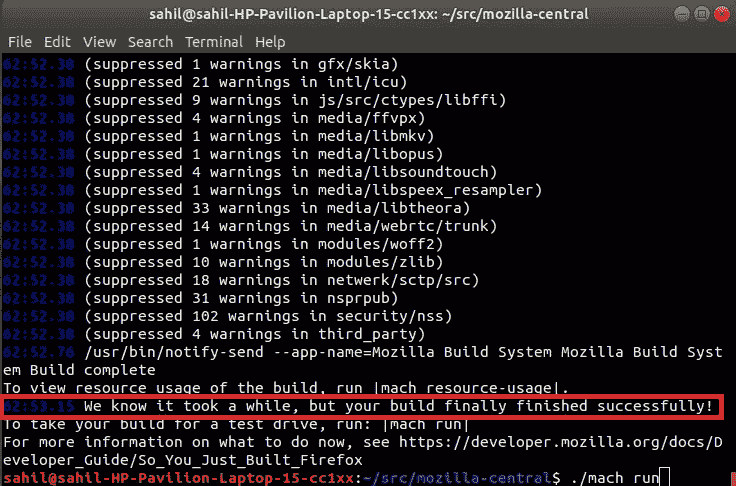 sahil@sahil-HP-Pavilion-Laptop-15-cc1xx: ~/src/mozilla-central
File Edit View Search Terminal Help
62:52.38 (suppressed 1 warnings in gfx/skia)
62:52.38 (suppressed 21 warnings in intl/icu)
62:52.38 (suppressed 9 warnings in js/src/ctypes/libffi)
62:52.38 (suppressed 4 warnings in media/ffvpx)
62:52.38 (suppressed 1 warnings in media/libmkv)
62:52.38 (suppressed 1 warnings in media/libopus)
62:52.38 (suppressed 4 warnings in media/libsoundtouch)
62:52.38 (suppressed 1 warnings in media/libspeex_resampler)
62:52.38 (suppressed 33 warnings in media/libtheora)
62:52.38 (suppressed 14 warnings in media/webrtc/trunk)
62:52.38 (suppressed 1 warnings in modules/woff2)
62:52.38 (suppressed 10 warnings in modules/zlib)
62:52.38 (suppressed 18 warnings in netwerk/sctp/src)
62:52.38 (suppressed 31 warnings in nsprpub)
62:52.38 (suppressed 102 warnings in security/nss)
62:52.38 (suppressed 4 warnings in third_party)
62:52.76 /usr/bin/notify-send --app-name=Mozilla Build System Mozilla Build Syst
em Build complete
To view resource usage of the build, run |mach resource-usage|.
62:53.15 We know it took a while, but your build finally finished successfully!
To take your build for a test drive, run: |mach run|
For more information on what to do now, see https://developer.mozilla.org/docs/D
eveloper_Guide/So_You_Just_Built_Firefox
sahil@sahil-HP-Pavilion-Laptop-15-cc1xx:~/src/mozilla-central$ ./mach run